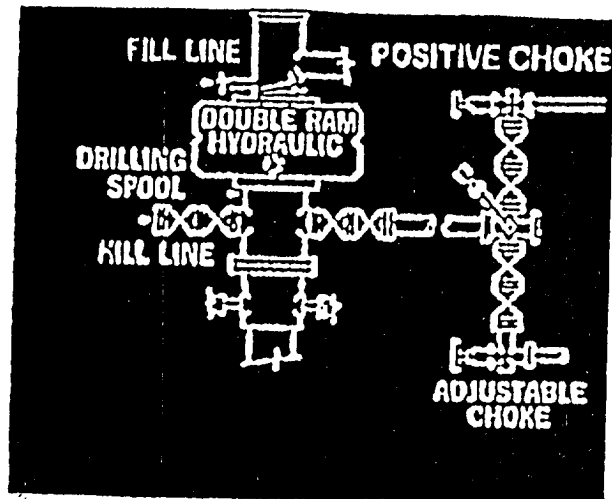 FILL LINE
POSITIVE CHOKE
DOUBLE RAM
HYDRAULIC
DRILLING
SPOOL
KILL LINE
ADJUSTABLE
CHOKE